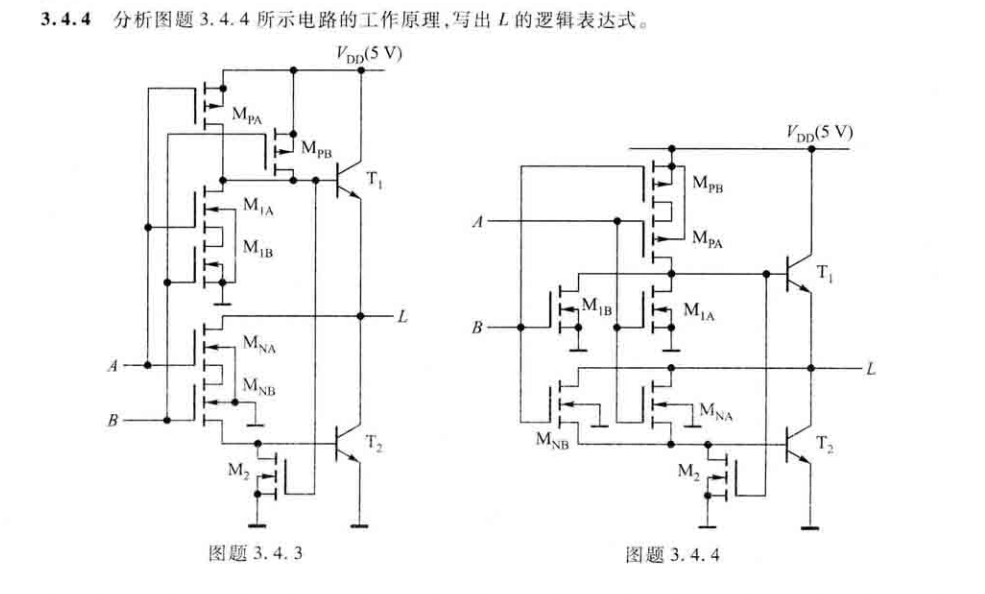 3.4.4 分析图题 3.4.4 所示电路的工作原理,写出 L 的逻辑表达式。
V_DD(5 V)
M_PA
M_PB
T_1
M_1A
M_1B
L
M_NA
A
M_NB
B
T_2
M_2
图题 3.4.3
V_DD(5 V)
M_PB
A
M_PA
T_1
M_1B
M_1A
B
L
M_NB
M_NA
T_2
M_2
图题 3.4.4